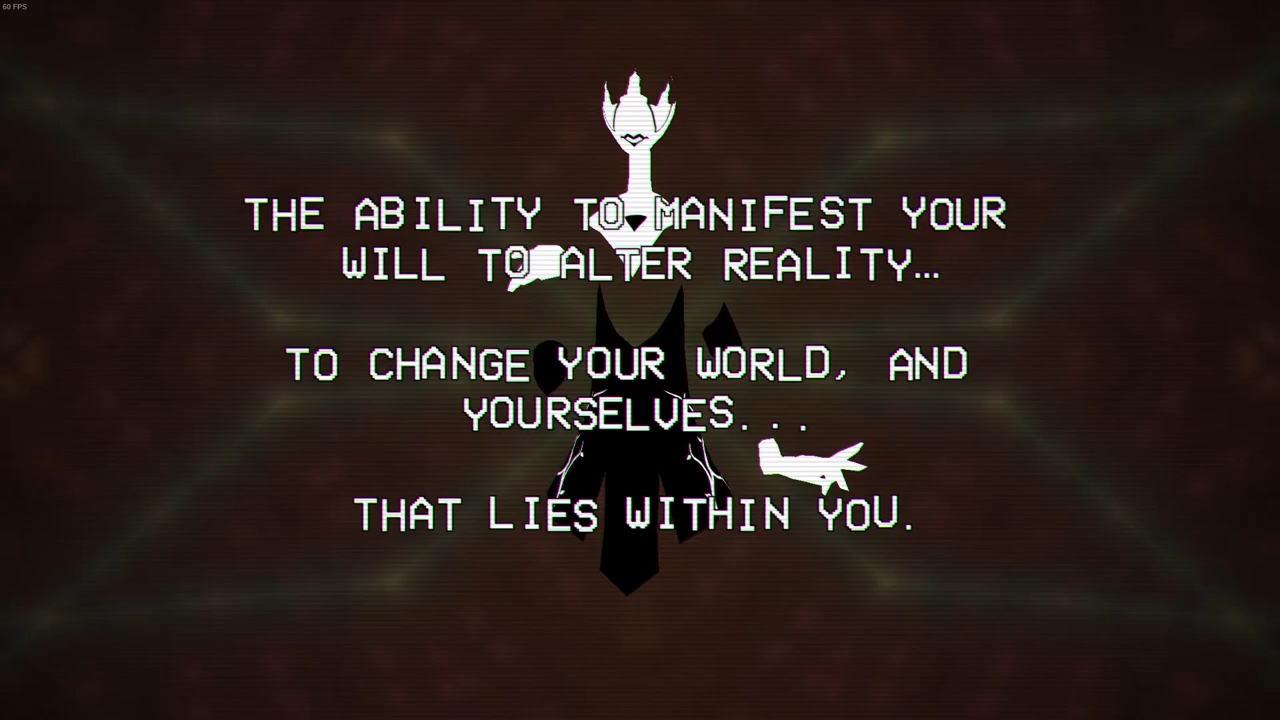 60 FPS
THE ABILITY TO MANIFEST YOUR
WILL TO ALTER REALITY...
TO CHANGE YOUR WORLD, AND
YOURSELVES...
THAT LIES WITHIN YOU.